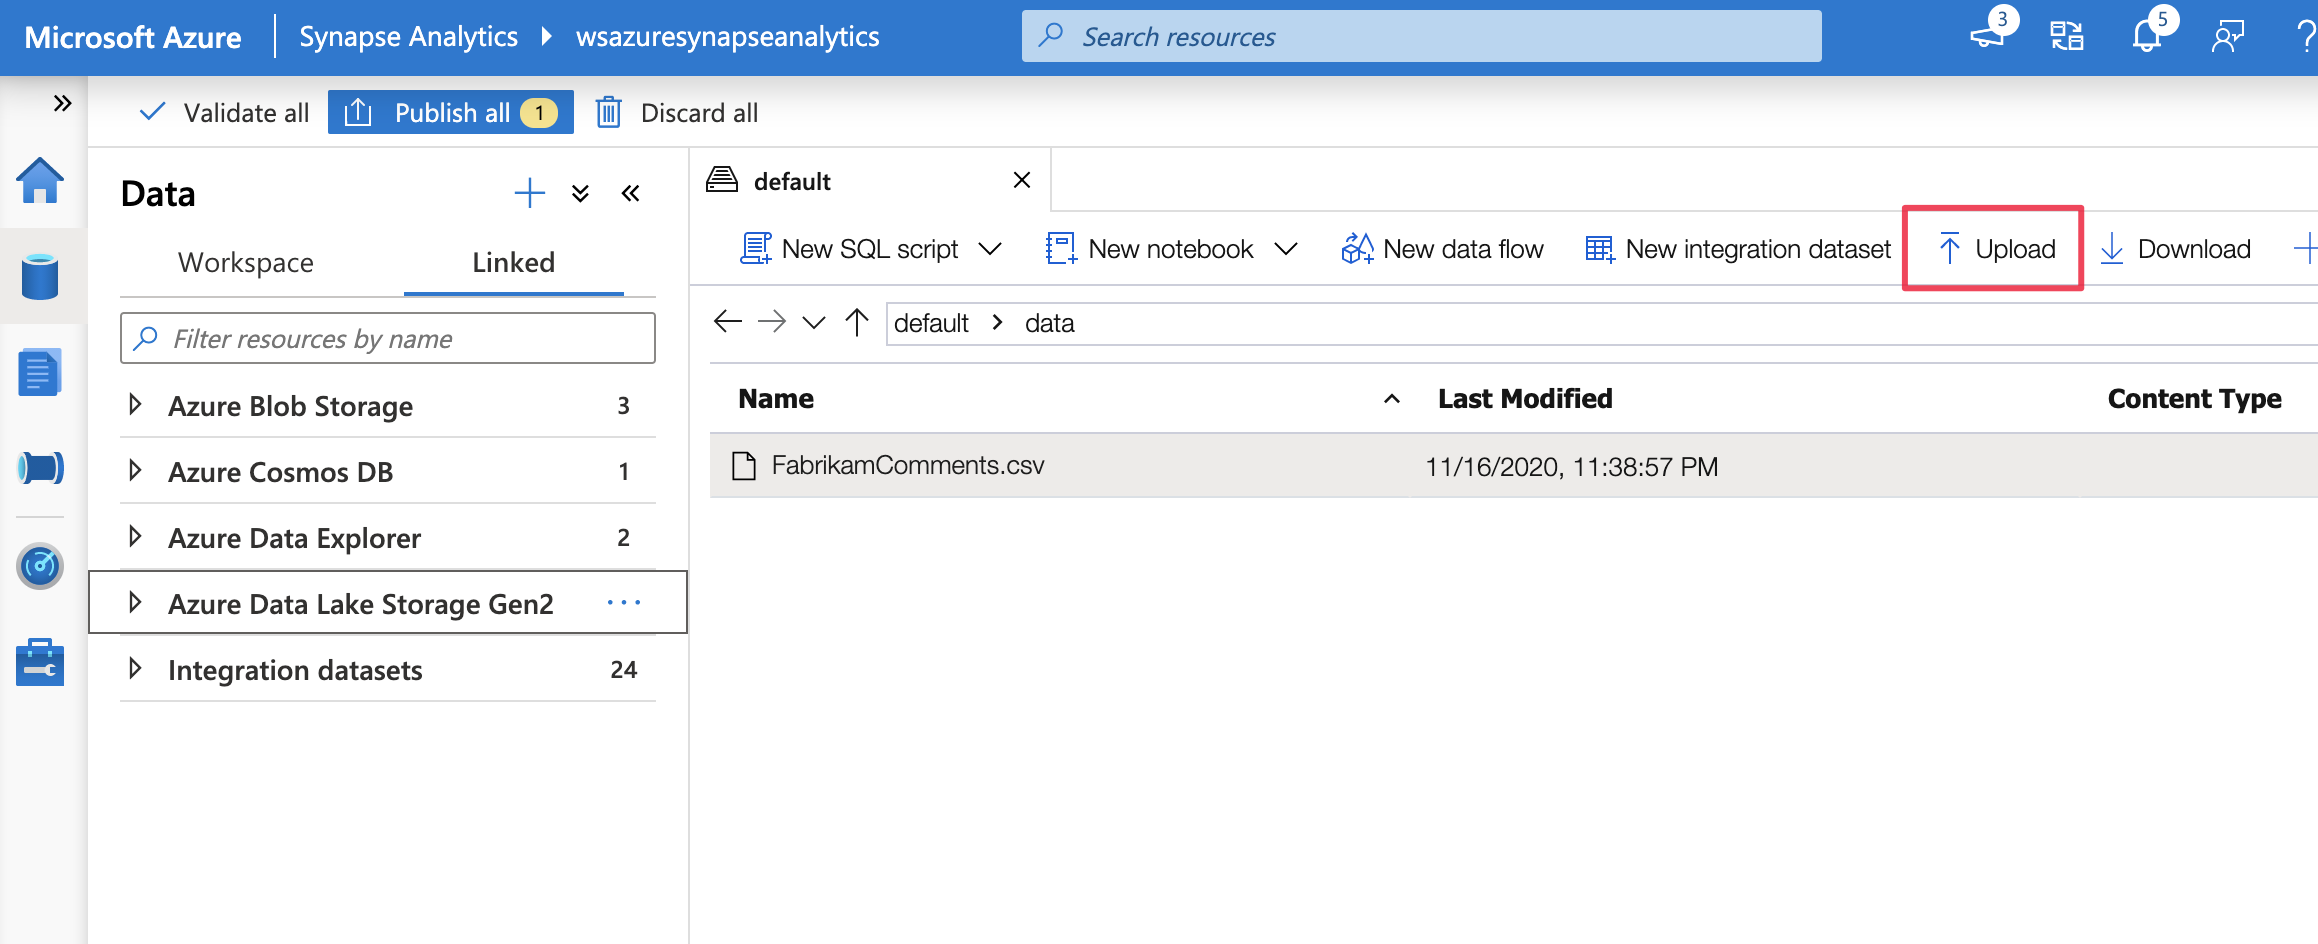 Microsoft Azure Synapse Analytics wsazuresynapseanalytics Search resources 3 5 ?
Validate all Publish all 1 Discard all
Data
default
Workspace Linked
New SQL script New notebook New data flow New integration dataset Upload Download
Filter resources by name
default data
Name Last Modified Content Type
Azure Blob Storage 3
FabrikamComments.csv 11/16/2020, 11:38:57 PM
Azure Cosmos DB 1
Azure Data Explorer 2
Azure Data Lake Storage Gen2 ...
Integration datasets 24